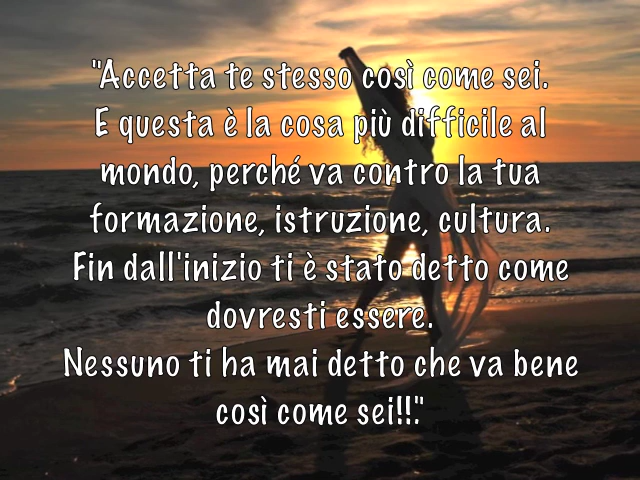 "Accetta te stesso così come sei.
E questa è la cosa più difficile al
mondo, perché va contro la tua
formazione, istruzione, cultura.
Fin dall'inizio ti è stato detto come
dovresti essere.
Nessuno ti ha mai detto che va bene
così come sei!!."